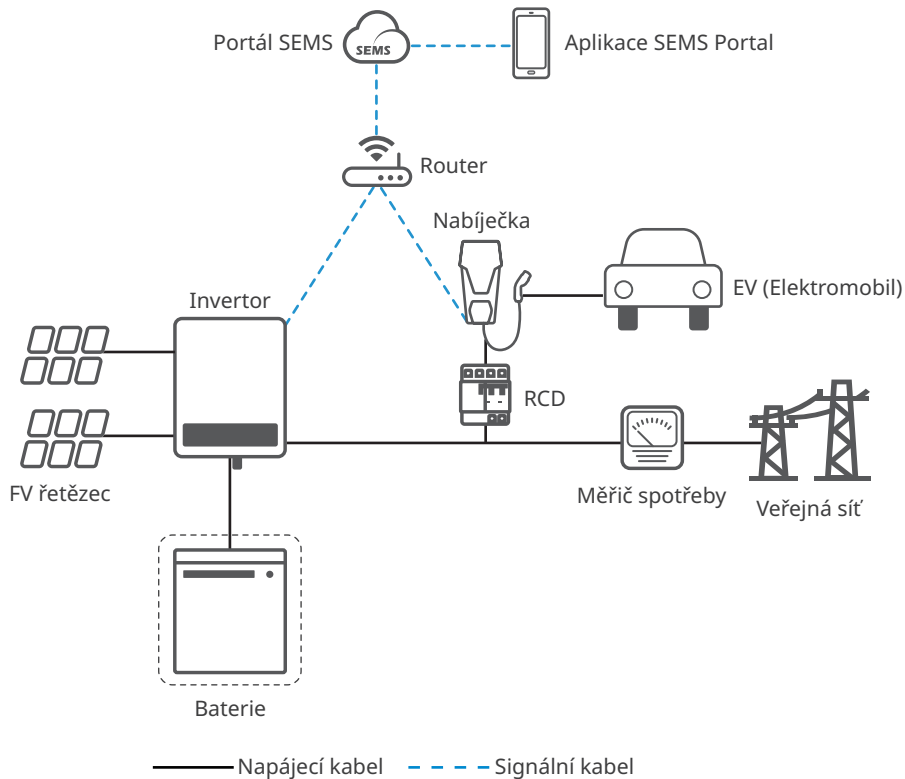 Portál SEMS
SEMS
Aplikace SEMS Portal
Router
Nabíječka
EV (Elektromobil)
Invertor
RCD
FV řetězec
Měřič spotřeby
Veřejná síť
Baterie
Napájecí kabel
Signální kabel